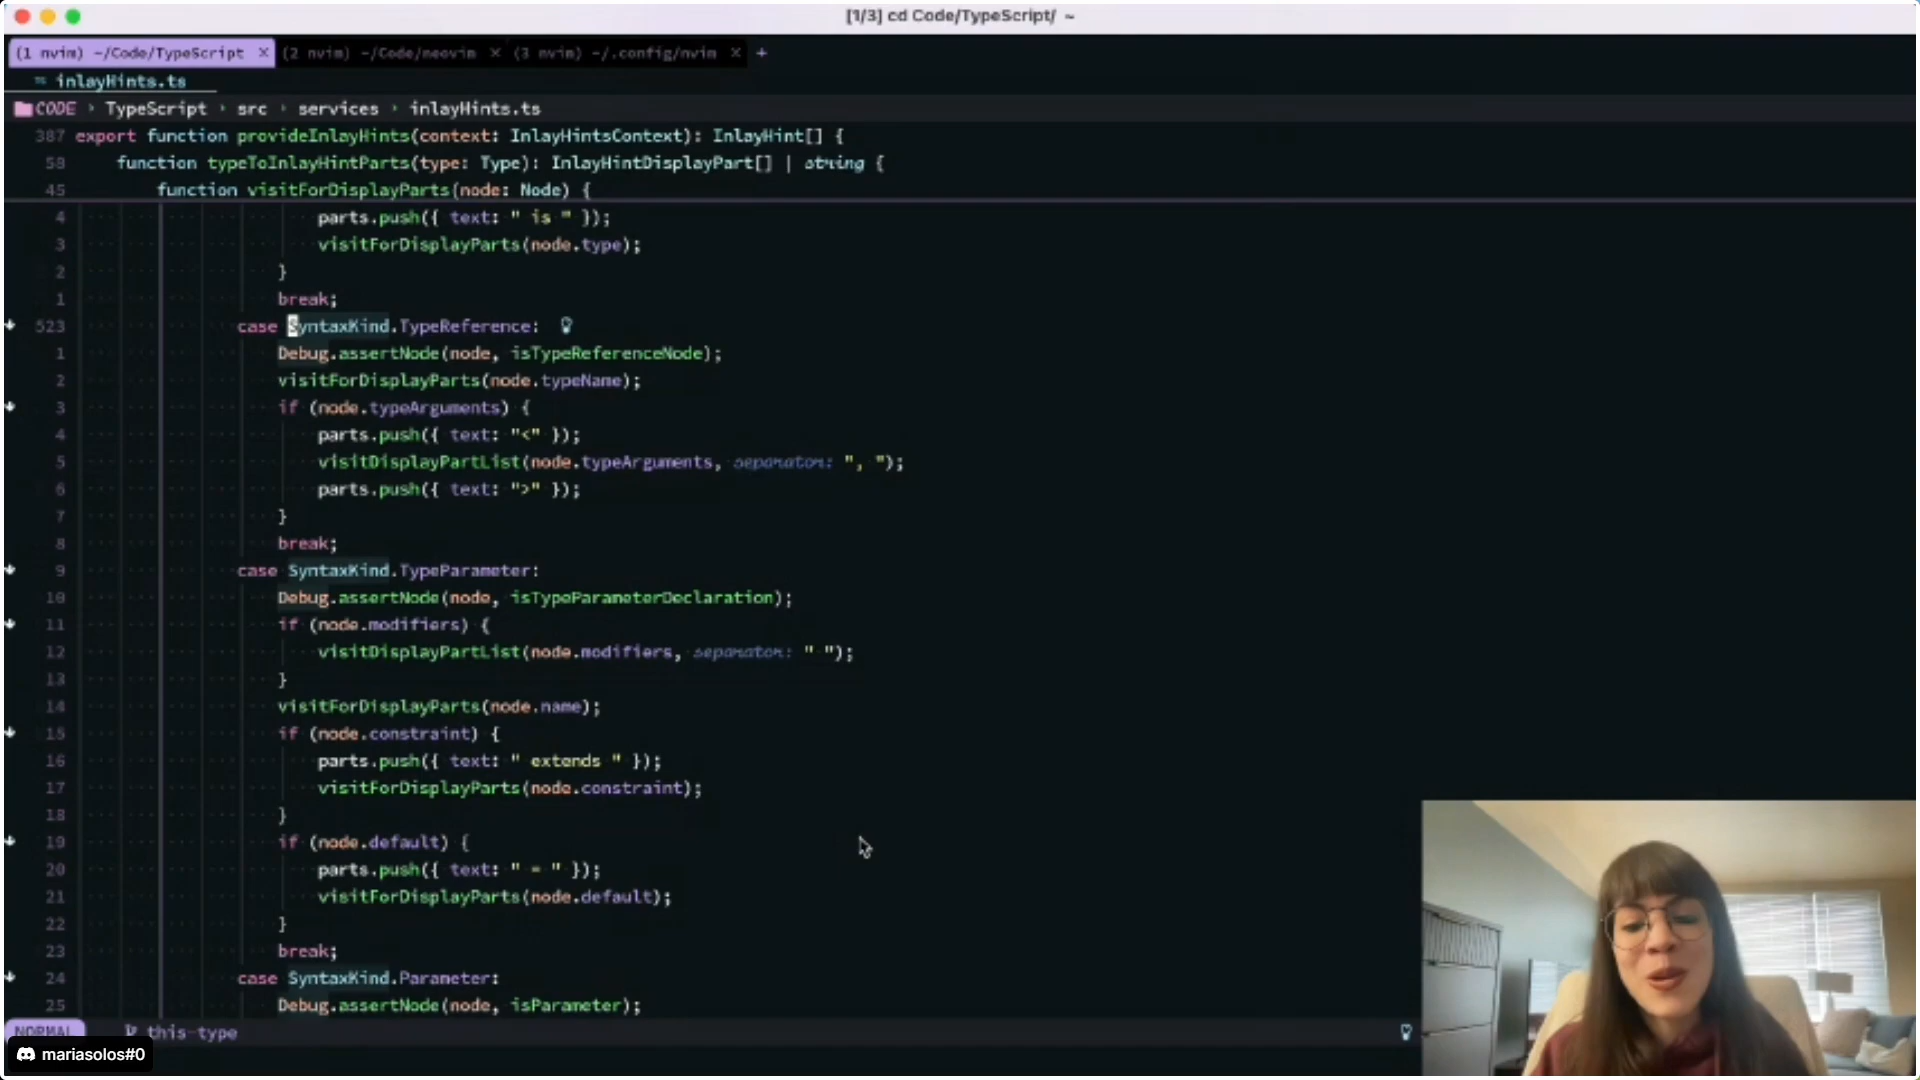 [1/3] cd Code/TypeScript/ ~
(1 nvim) ~/Code/TypeScript × (2 nvim) ~/Code/neovim × (3 nvim) ~/.config/nvim × +
inlayHints.ts
CODE › TypeScript › src › services › inlayHints.ts
387 export function provideInlayHints(context: InlayHintsContext): InlayHint[] {
58 function typeToInlayHintParts(type: Type): InlayHintDisplayPart[] | string {
45 function visitForDisplayParts(node: Node) {
4 parts.push({ text: " is " });
3 visitForDisplayParts(node.type);
2 }
1 break;
523 case SyntaxKind.TypeReference:
1 Debug.assertNode(node, isTypeReferenceNode);
2 visitForDisplayParts(node.typeName);
3 if (node.typeArguments) {
4 parts.push({ text: "<" });
5 visitDisplayPartList(node.typeArguments, separator: ", ");
6 parts.push({ text: ">" });
7 }
8 break;
9 case SyntaxKind.TypeParameter:
10 Debug.assertNode(node, isTypeParameterDeclaration);
11 if (node.modifiers) {
12 visitDisplayPartList(node.modifiers, separator: " ");
13 }
14 visitForDisplayParts(node.name);
15 if (node.constraint) {
16 parts.push({ text: " extends " });
17 visitForDisplayParts(node.constraint);
18 }
19 if (node.default) {
20 parts.push({ text: " = " });
21 visitForDisplayParts(node.default);
22 }
23 break;
24 case SyntaxKind.Parameter:
25 Debug.assertNode(node, isParameter);
NORMAL this-type
mariasolos#0